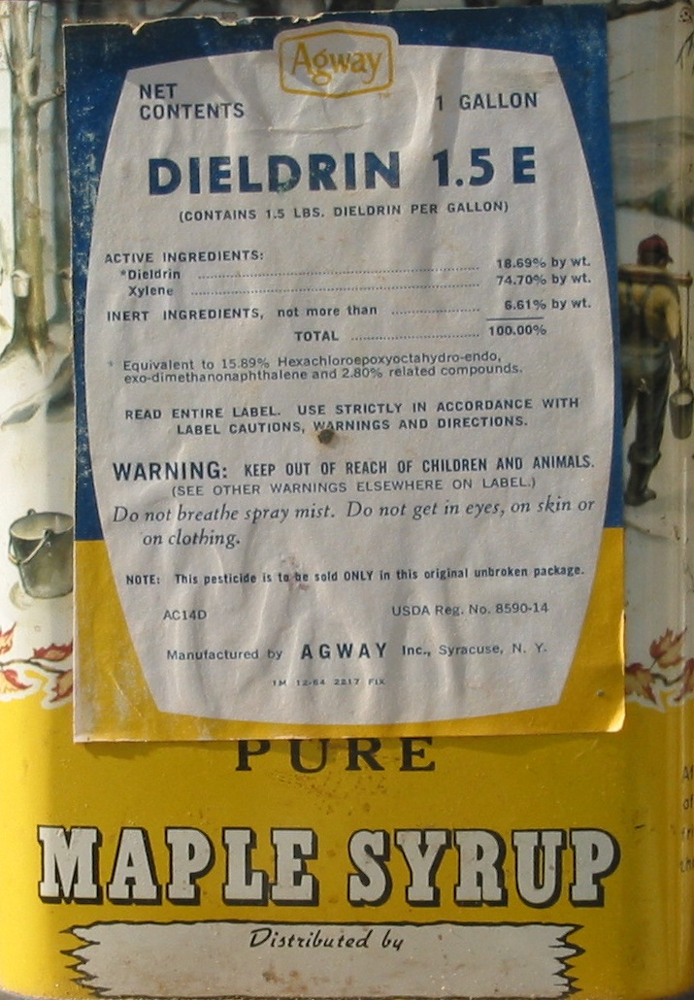 Agway
TM
NET
CONTENTS
1 GALLON
DIELDRIN 1.5 E
(CONTAINS 1.5 LBS. DIELDRIN PER GALLON)
ACTIVE INGREDIENTS:
*Dieldrin ........ 18.69% by wt.
Xylene ........ 74.70% by wt.
INERT INGREDIENTS, not more than ........ 6.61% by wt.
TOTAL ........ 100.00%
* Equivalent to 15.89% Hexachloroepoxyoctahydro-endo,
exo-dimethanonaphthalene and 2.80% related compounds.
READ ENTIRE LABEL. USE STRICTLY IN ACCORDANCE WITH
LABEL CAUTIONS, WARNINGS AND DIRECTIONS.
WARNING: KEEP OUT OF REACH OF CHILDREN AND ANIMALS.
(SEE OTHER WARNINGS ELSEWHERE ON LABEL.)
Do not breathe spray mist. Do not get in eyes, on skin or
on clothing.
NOTE: This pesticide is to be sold ONLY in this original unbroken package.
AC14D
USDA Reg. No. 8590-14
Manufactured by AGWAY Inc., Syracuse, N. Y.
1M 12-64 2217 FIX
PURE
MAPLE SYRUP
Distributed by